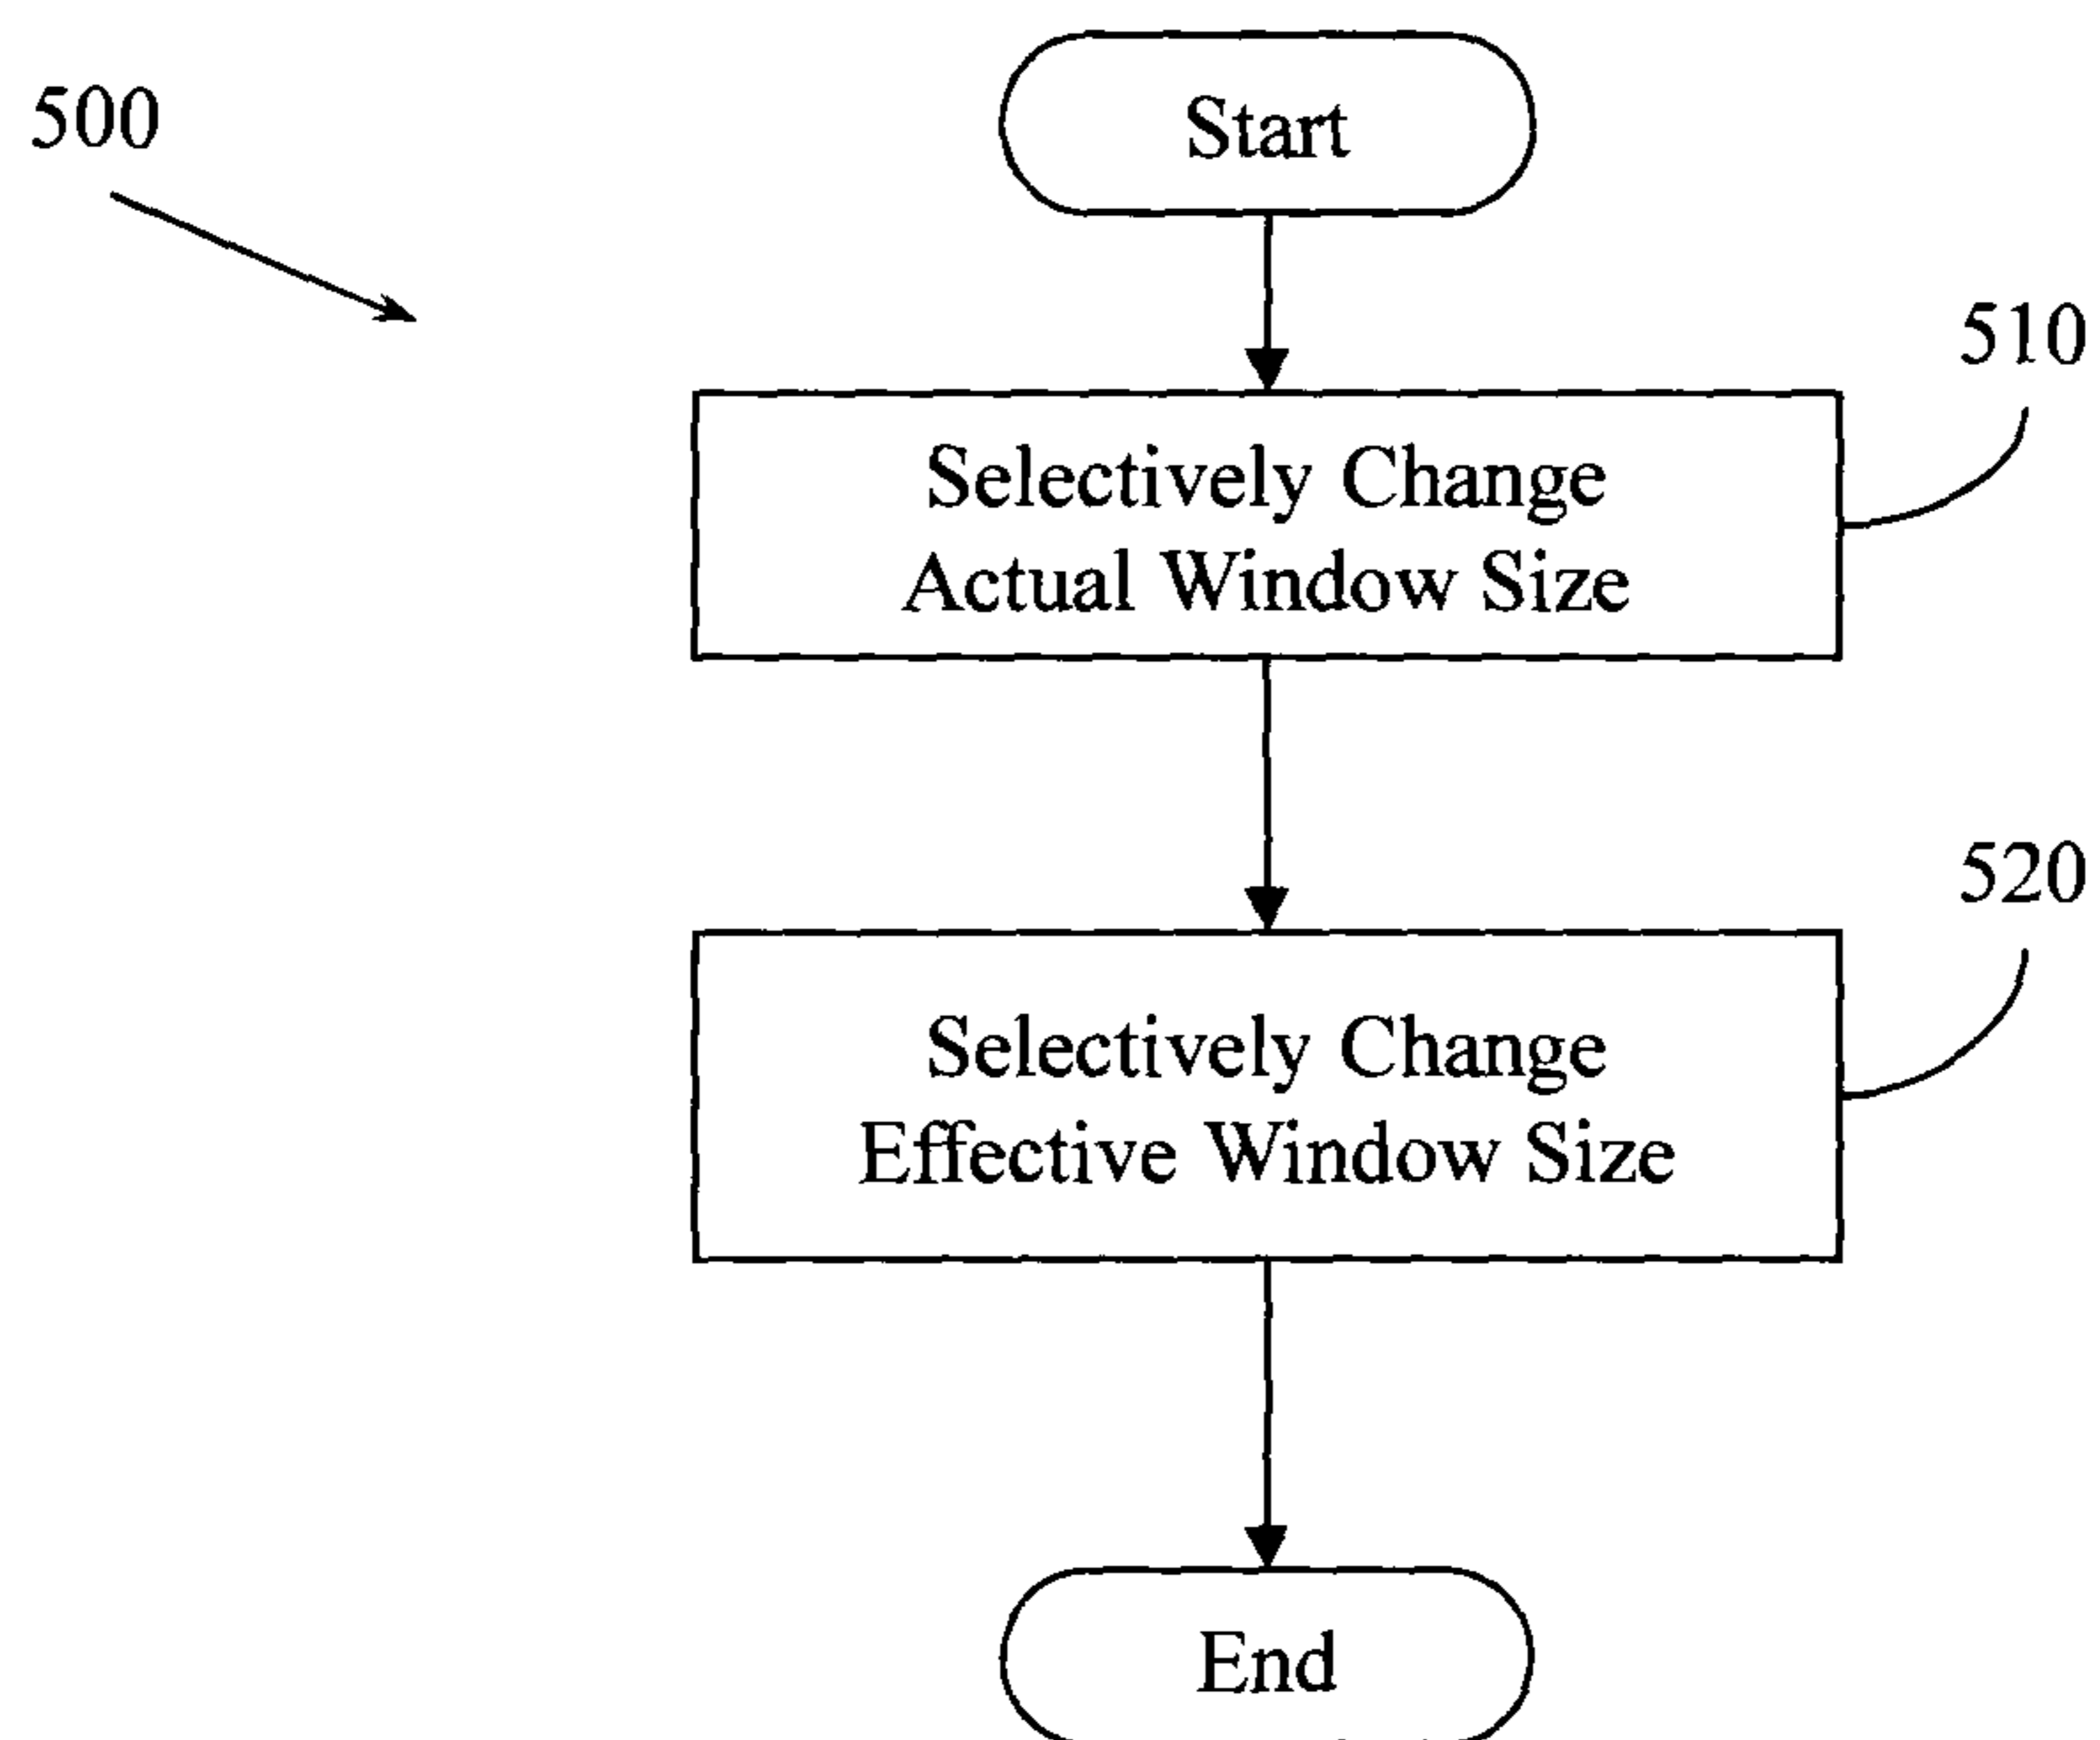 Start
500
510
Selectively Change
Actual Window Size
520
Selectively Change
Effective Window Size
End